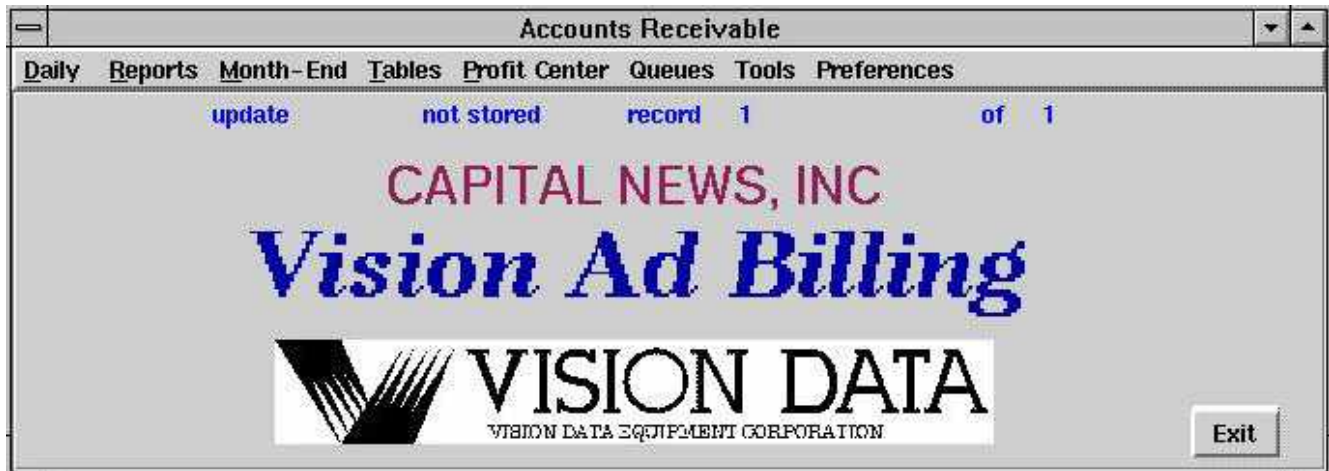 Accounts Receivable
Daily Reports Month-End Tables Profit Center Queues Tools Preferences
update not stored record 1 of 1
CAPITAL NEWS, INC
Vision Ad Billing
VISION DATA
VISION DATA EQUIPMENT CORPORATION
Exit